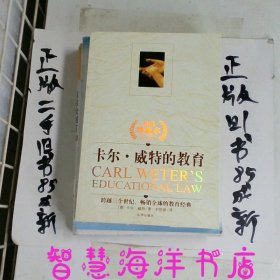 正版二手旧书85成新
卡尔·威特的教育
CARL WETER'S
EDUCATIONAL LAW
跨越三个世纪，畅销全球的教育经典
正版旧书85成新
智慧海洋书店